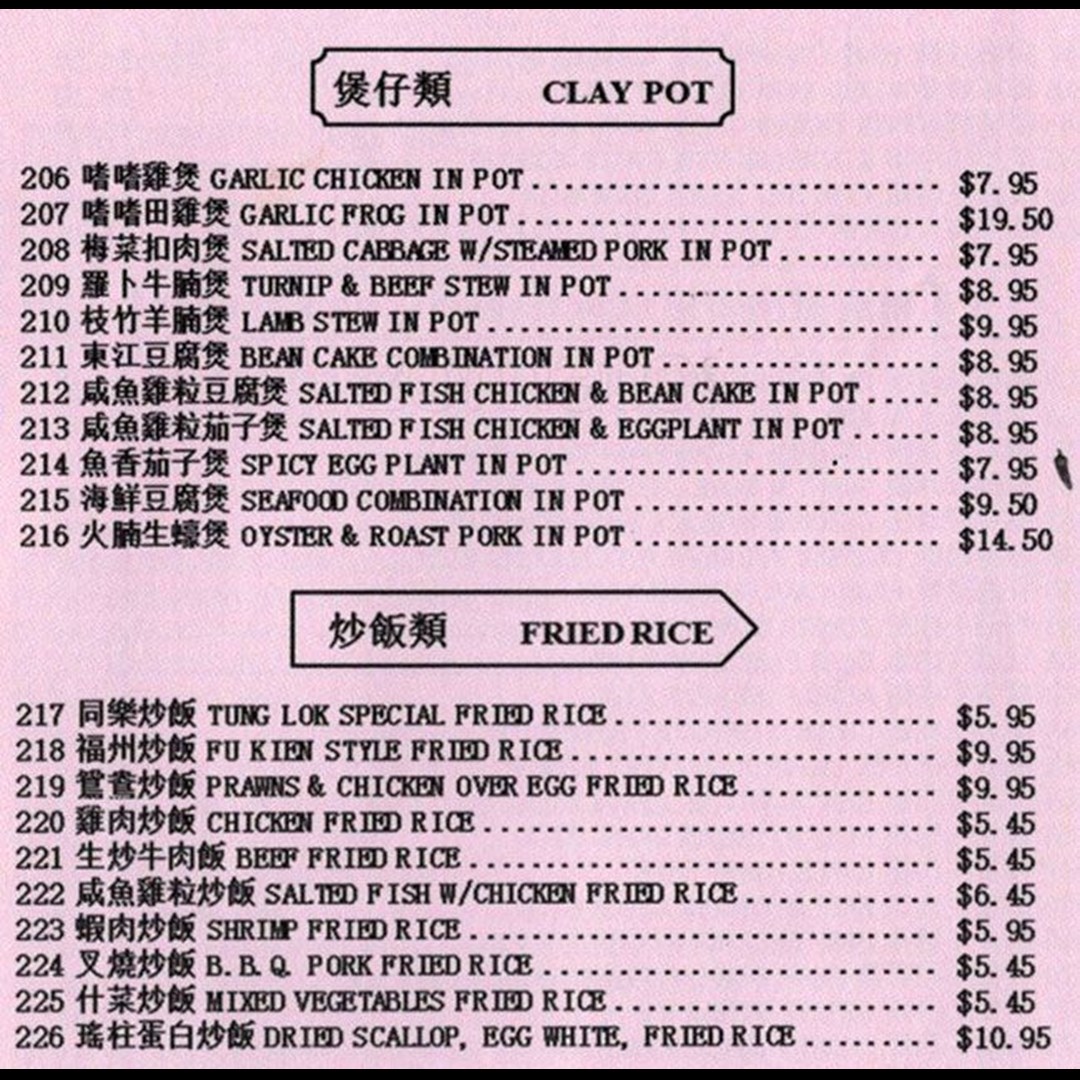 煲仔類 CLAY POT
206 嗜嗜雞煲 GARLIC CHICKEN IN POT ................................ $7.95
207 嗜嗜田雞煲 GARLIC FROG IN POT ................................. $19.50
208 梅菜扣肉煲 SALTED CABBAGE W/STEAMED PORK IN POT ............. $7.95
209 羅卜牛腩煲 TURNIP & BEEF STEW IN POT ......................... $8.95
210 枝竹羊腩煲 LAMB STEW IN POT ................................... $9.95
211 東江豆腐煲 BEAN CAKE COMBINATION IN POT ...................... $8.95
212 咸魚雞粒豆腐煲 SALTED FISH CHICKEN & BEAN CAKE IN POT ..... $8.95
213 咸魚雞粒茄子煲 SALTED FISH CHICKEN & EGGPLANT IN POT ...... $8.95
214 魚香茄子煲 SPICY EGG PLANT IN POT ............................. $7.95
215 海鮮豆腐煲 SEAFOOD COMBINATION IN POT ........................ $9.50
216 火腩生蠔煲 OYSTER & ROAST PORK IN POT ........................ $14.50
炒飯類 FRIED RICE
217 同樂炒飯 TUNG LOK SPECIAL FRIED RICE ......................... $5.95
218 福州炒飯 FU KIEN STYLE FRIED RICE ............................. $9.95
219 鴛鴦炒飯 PRAWNS & CHICKEN OVER EGG FRIED RICE ............... $9.95
220 雞肉炒飯 CHICKEN FRIED RICE .................................... $5.45
221 生炒牛肉飯 BEEF FRIED RICE ..................................... $5.45
222 咸魚雞粒炒飯 SALTED FISH W/CHICKEN FRIED RICE ............... $6.45
223 蝦肉炒飯 SHRIMP FRIED RICE ..................................... $5.95
224 叉燒炒飯 B.B.Q. PORK FRIED RICE ............................... $5.45
225 什菜炒飯 MIXED VEGETABLES FRIED RICE ......................... $5.45
226 瑤柱蛋白炒飯 DRIED SCALLOP, EGG WHITE, FRIED RICE .......... $10.95